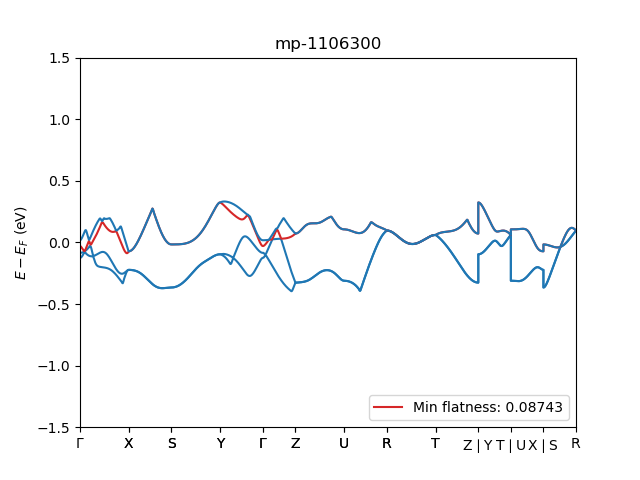 mp-1106300
E − E_F (eV)
1.5
1.0
0.5
0.0
−0.5
−1.0
−1.5
Min flatness: 0.08743
Γ X S Y Γ Z U R T Z | Y T | U X | S R